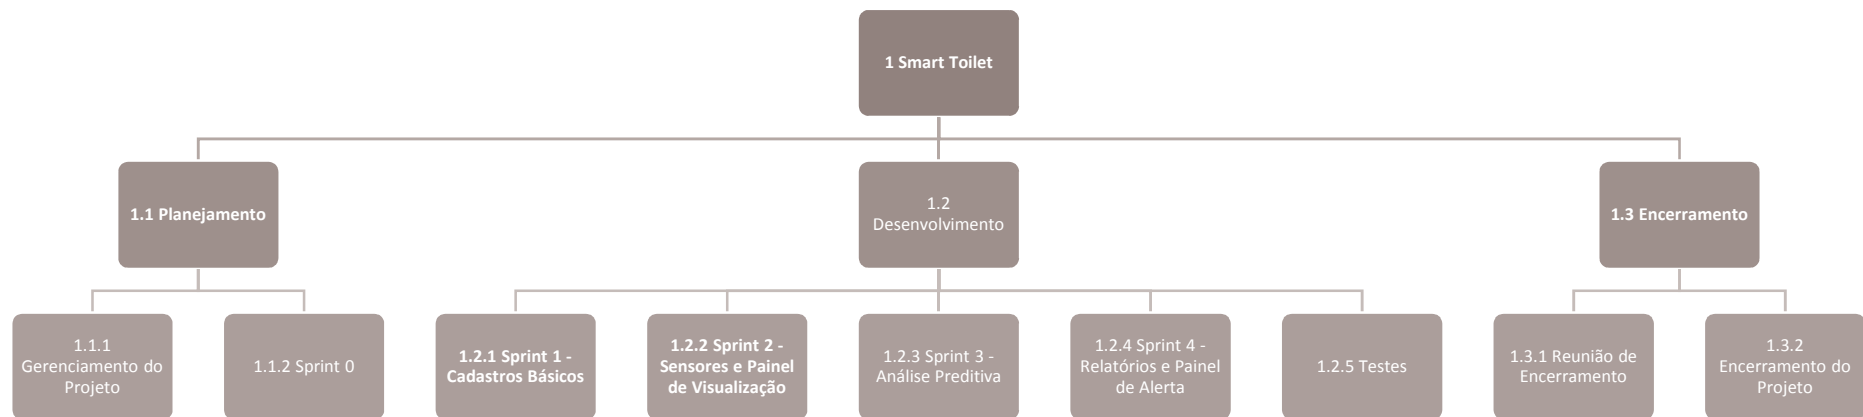 1 Smart Toilet
1.1 Planejamento
1.2
Desenvolvimento
1.3 Encerramento
1.1.1
Gerenciamento do
Projeto
1.1.2 Sprint 0
1.2.1 Sprint 1 -
Cadastros Básicos
1.2.2 Sprint 2 -
Sensores e Painel
de Visualização
1.2.3 Sprint 3 -
Análise Preditiva
1.2.4 Sprint 4 -
Relatórios e Painel
de Alerta
1.2.5 Testes
1.3.1 Reunião de
Encerramento
1.3.2
Encerramento do
Projeto